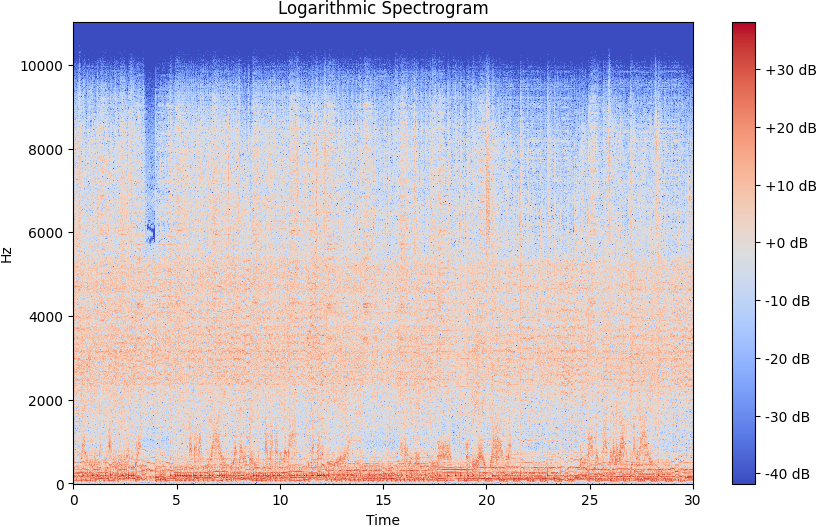 Logarithmic Spectrogram
Hz
10000
8000
6000
4000
2000
0
0 5 10 15 20 25 30
Time
+30 dB
+20 dB
+10 dB
+0 dB
-10 dB
-20 dB
-30 dB
-40 dB